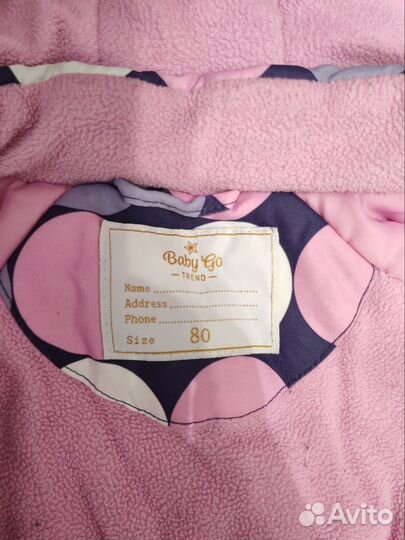 Baby Go
TREND
Name
Address
Phone
Size 80
Avito